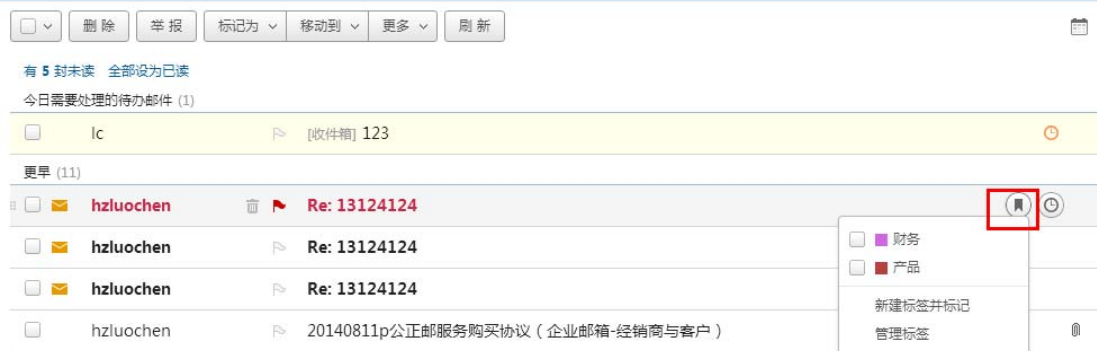 删 除 举 报 标记为 移动到 更多 刷 新
有 5 封未读 全部设为已读
今日需要处理的待办邮件 (1)
lc [收件箱] 123
更早 (11)
hzluochen Re: 13124124
财务
hzluochen Re: 13124124
产品
hzluochen Re: 13124124
新建标签并标记
hzluochen 20140811p公正邮服务购买协议（企业邮箱-经销商与客户）
管理标签